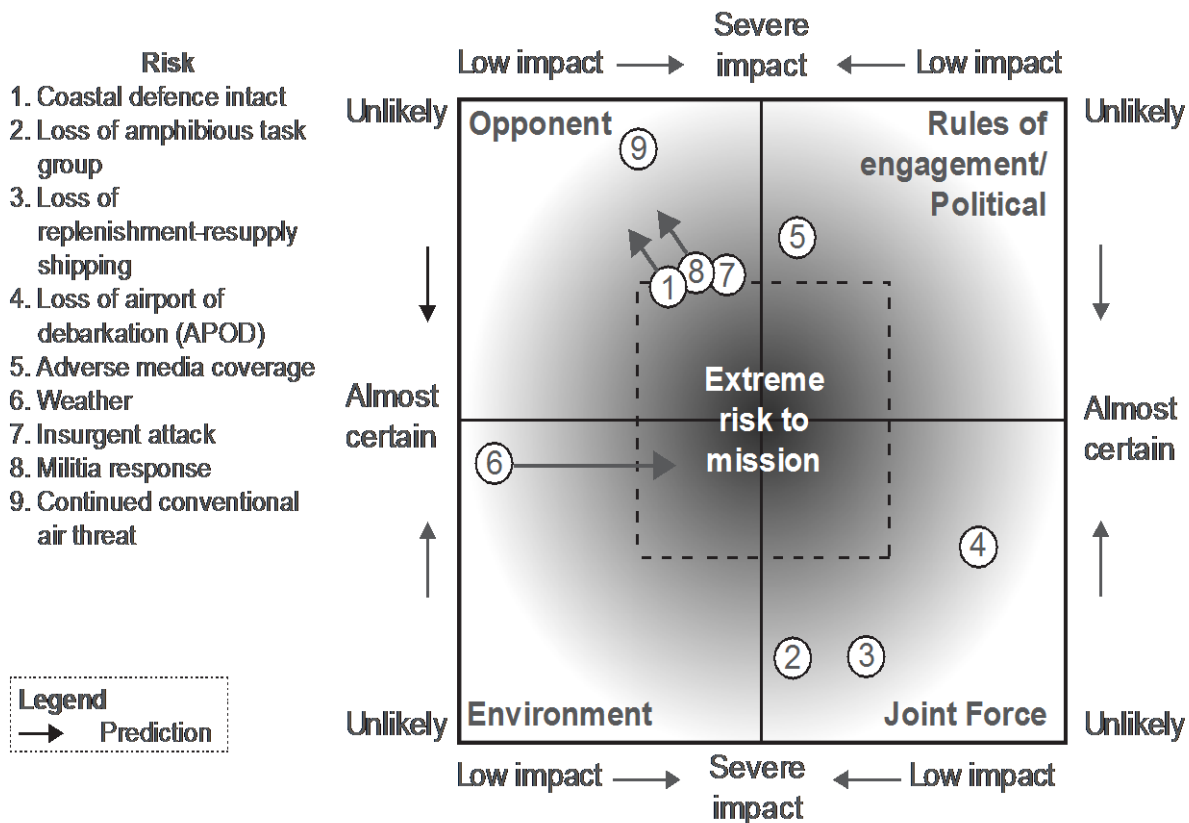 Risk
1. Coastal defence intact
2. Loss of amphibious task
group
3. Loss of
replenishment-resupply
shipping
4. Loss of airport of
debarkation (APOD)
5. Adverse media coverage
6. Weather
7. Insurgent attack
8. Militia response
9. Continued conventional
air threat
Legend
Prediction
Severe
impact
Low impact
Low impact
Unlikely
Unlikely
Opponent
Rules of
engagement/
Political
9
5
8
7
1
Almost
certain
Extreme
risk to
mission
Almost
certain
6
4
2
3
Environment
Joint Force
Unlikely
Unlikely
Low impact
Severe
impact
Low impact